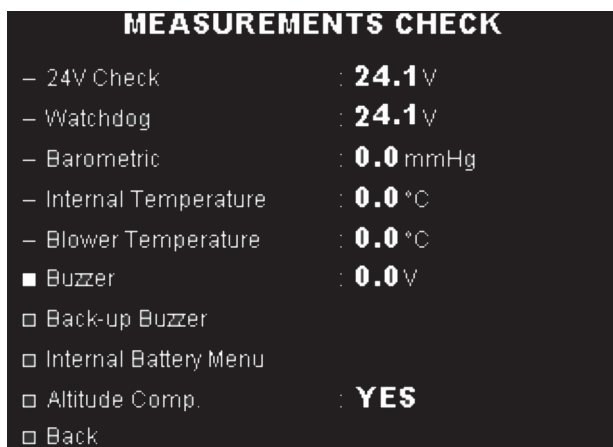 MEASUREMENTS CHECK
– 24V Check : 24.1 V
– Watchdog : 24.1 V
– Barometric : 0.0 mmHg
– Internal Temperature : 0.0 °C
– Blower Temperature : 0.0 °C
■ Buzzer : 0.0 V
□ Back-up Buzzer
□ Internal Battery Menu
□ Altitude Comp. : YES
□ Back